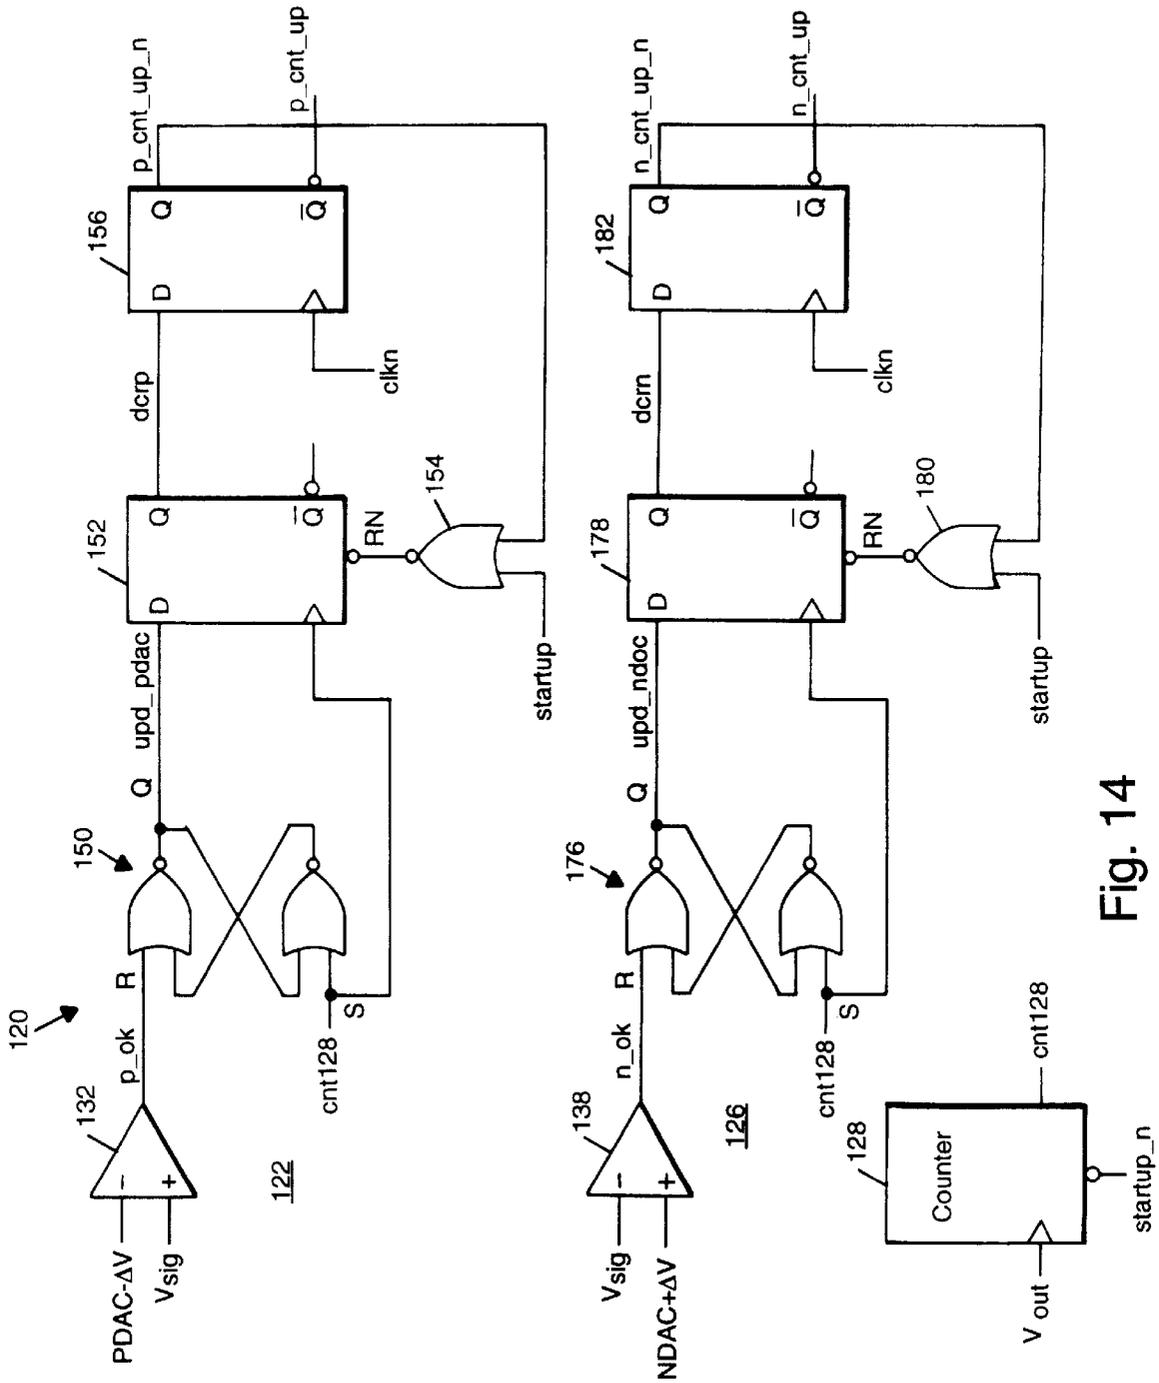 120
122
PDAC-ΔV
Vsig
132
−
+
p_ok
R
cnt128
S
150
Q
upd_pdac
152
D
Q
Q̅
RN
154
startup
dcrp
156
D
Q
Q̅
clkn
p_cnt_up_n
p_cnt_up
126
Vsig
NDAC+ΔV
138
−
+
n_ok
R
cnt128
S
176
Q
upd_ndoc
178
D
Q
Q̅
RN
180
startup
dcrn
182
D
Q
Q̅
clkn
n_cnt_up_n
n_cnt_up
128
Counter
V out
startup_n
cnt128
Fig. 14